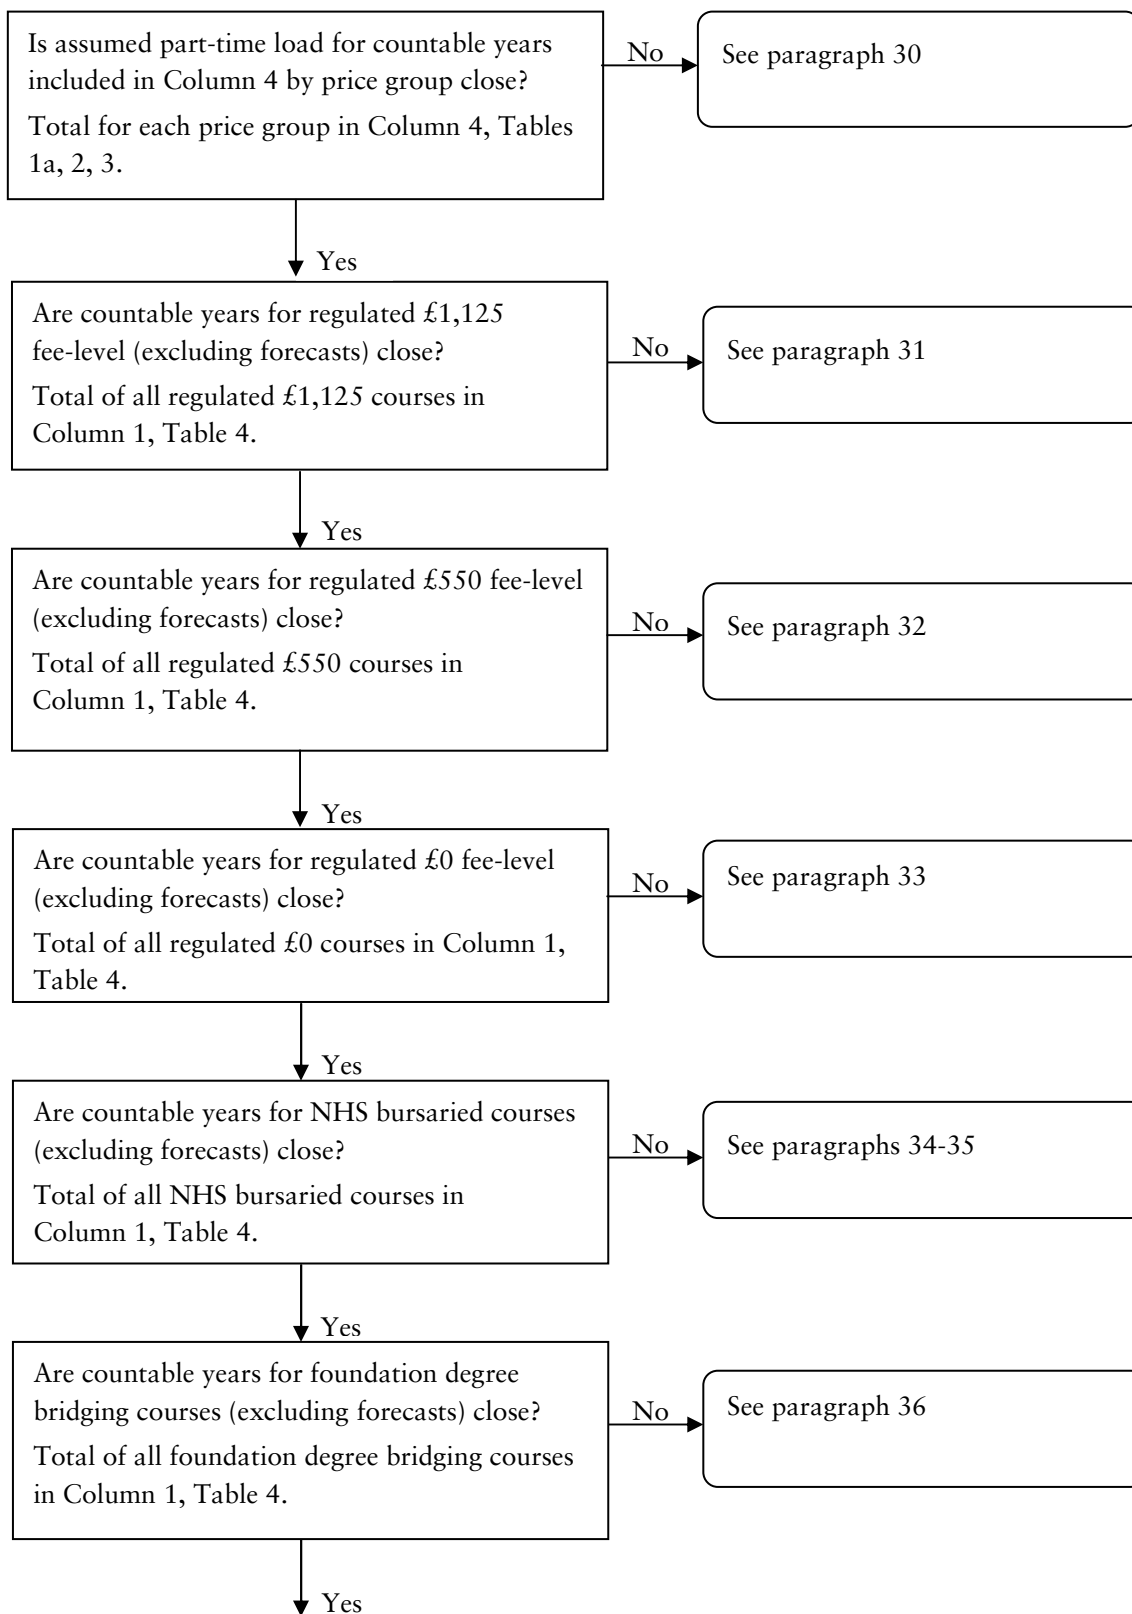 Is assumed part-time load for countable years
included in Column 4 by price group close?
Total for each price group in Column 4, Tables
1a, 2, 3.
No
See paragraph 30
Yes
Are countable years for regulated £1,125
fee-level (excluding forecasts) close?
Total of all regulated £1,125 courses in
Column 1, Table 4.
No
See paragraph 31
Yes
Are countable years for regulated £550 fee-level
(excluding forecasts) close?
Total of all regulated £550 courses in
Column 1, Table 4.
No
See paragraph 32
Yes
Are countable years for regulated £0 fee-level
(excluding forecasts) close?
Total of all regulated £0 courses in Column 1,
Table 4.
No
See paragraph 33
Yes
Are countable years for NHS bursaried courses
(excluding forecasts) close?
Total of all NHS bursaried courses in
Column 1, Table 4.
No
See paragraphs 34-35
Yes
Are countable years for foundation degree
bridging courses (excluding forecasts) close?
Total of all foundation degree bridging courses
in Column 1, Table 4.
No
See paragraph 36
Yes